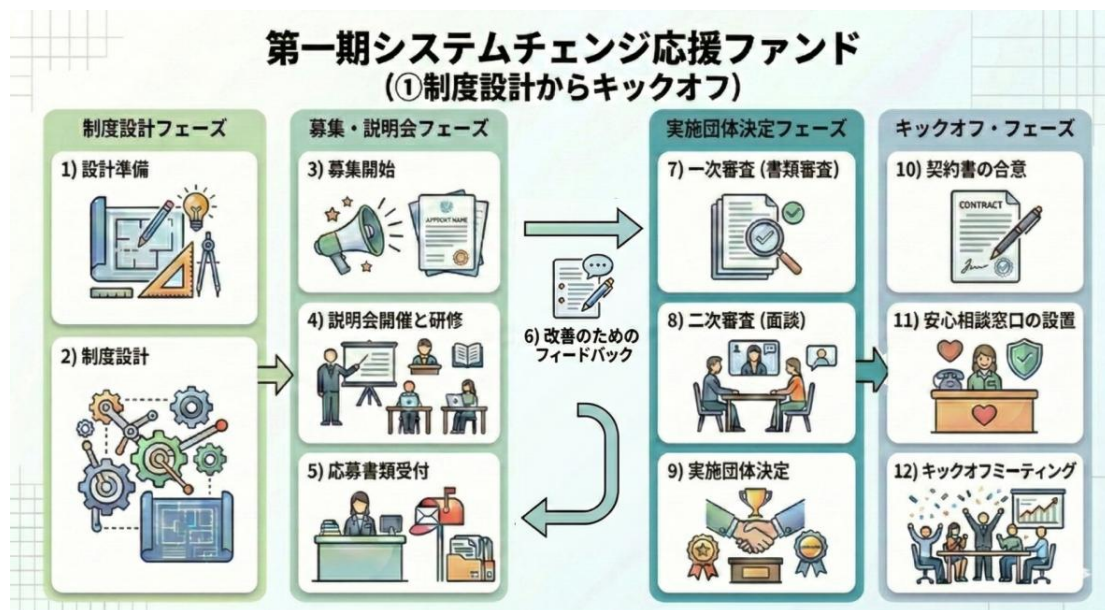 第一期システムチェンジ応援ファンド
(①制度設計からキックオフ)
制度設計フェーズ
1) 設計準備
2) 制度設計
募集・説明会フェーズ
3) 募集開始
4) 説明会開催と研修
5) 応募書類受付
6) 改善のための
フィードバック
実施団体決定フェーズ
7) 一次審査 (書類審査)
8) 二次審査 (面談)
9) 実施団体決定
キックオフ・フェーズ
10) 契約書の合意
CONTRACT
11) 安心相談窓口の設置
12) キックオフミーティング